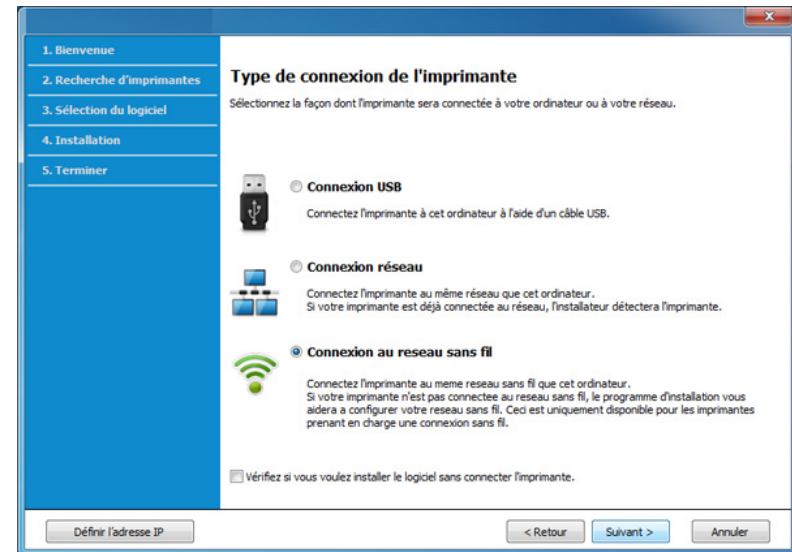 X
1. Bienvenue
2. Recherche d'imprimantes
3. Sélection du logiciel
4. Installation
5. Terminer
Type de connexion de l'imprimante
Sélectionnez la façon dont l'imprimante sera connectée à votre ordinateur ou à votre réseau.
Connexion USB
Connectez l'imprimante à cet ordinateur à l'aide d'un câble USB.
Connexion réseau
Connectez l'imprimante au même réseau que cet ordinateur.
Si votre imprimante est déjà connectée au réseau, l'installateur détectera l'imprimante.
Connexion au reseau sans fil
Connectez l'imprimante au meme reseau sans fil que cet ordinateur.
Si votre imprimante n'est pas connectee au reseau sans fil, le programme d'installation vous
aidera a configurer votre reseau sans fil. Ceci est uniquement disponible pour les imprimantes
prenant en charge une connexion sans fil.
Vérifiez si vous voulez installer le logiciel sans connecter l'imprimante.
Définir l'adresse IP
< Retour
Suivant >
Annuler